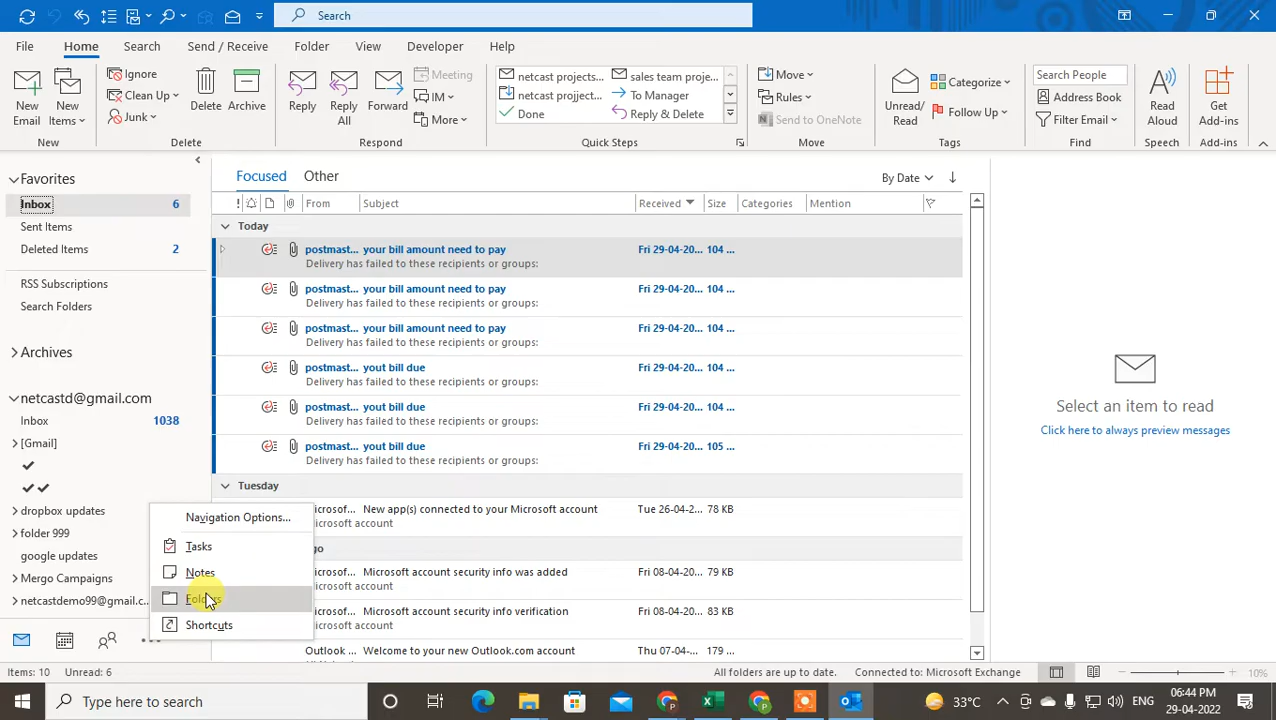 Search
File Home Search Send / Receive Folder View Developer Help
New Email
New Items
Ignore
Clean Up
Junk
Delete
Archive
Reply
Reply All
Forward
Meeting
IM
More
netcast projects...
netcast projject...
Done
sales team proje...
To Manager
Reply & Delete
Move
Rules
Send to OneNote
Unread/ Read
Categorize
Follow Up
Search People
Address Book
Filter Email
Read Aloud
Get Add-ins
New Delete Respond Quick Steps Move Tags Find Speech Add-ins
Favorites
Inbox 6
Sent Items
Deleted Items 2
RSS Subscriptions
Search Folders
Archives
netcastd@gmail.com
Inbox 1038
[Gmail]
dropbox updates
folder 999
google updates
Mergo Campaigns
netcastdemo99@gmail.c...
Navigation Options...
Tasks
Notes
Folders
Shortcuts
Focused Other By Date
! From Subject Received Size Categories Mention
Today
postmast... your bill amount need to pay Fri 29-04-20... 104 ...
Delivery has failed to these recipients or groups:
postmast... your bill amount need to pay Fri 29-04-20... 104 ...
Delivery has failed to these recipients or groups:
postmast... your bill amount need to pay Fri 29-04-20... 104 ...
Delivery has failed to these recipients or groups:
postmast... yout bill due Fri 29-04-20... 104 ...
Delivery has failed to these recipients or groups:
postmast... yout bill due Fri 29-04-20... 104 ...
Delivery has failed to these recipients or groups:
postmast... yout bill due Fri 29-04-20... 105 ...
Delivery has failed to these recipients or groups:
Tuesday
icrosof... New app(s) connected to your Microsoft account Tue 26-04-2... 78 KB
icrosoft account
go
icrosof... Microsoft account security info was added Fri 08-04-20... 79 KB
icrosoft account
icrosof... Microsoft account security info verification Fri 08-04-20... 83 KB
icrosoft account
Outlook ... Welcome to your new Outlook.com account Thu 07-04-... 179 ...
Select an item to read
Click here to always preview messages
Items: 10 Unread: 6 All folders are up to date. Connected to: Microsoft Exchange 10%
Type here to search
33°C
ENG
06:44 PM
29-04-2022